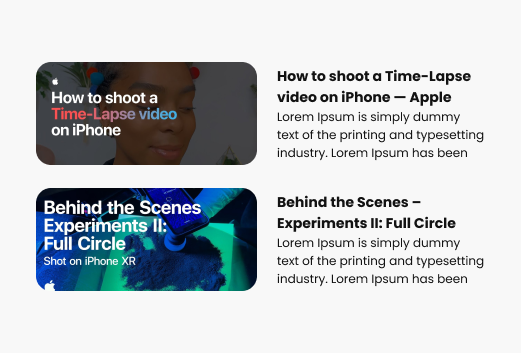 How to shoot a
Time-Lapse video
on iPhone
How to shoot a Time-Lapse
video on iPhone — Apple
Lorem Ipsum is simply dummy
text of the printing and typesetting
industry. Lorem Ipsum has been
Behind the Scenes
Experiments II:
Full Circle
Shot on iPhone XR
Behind the Scenes –
Experiments II: Full Circle
Lorem Ipsum is simply dummy
text of the printing and typesetting
industry. Lorem Ipsum has been